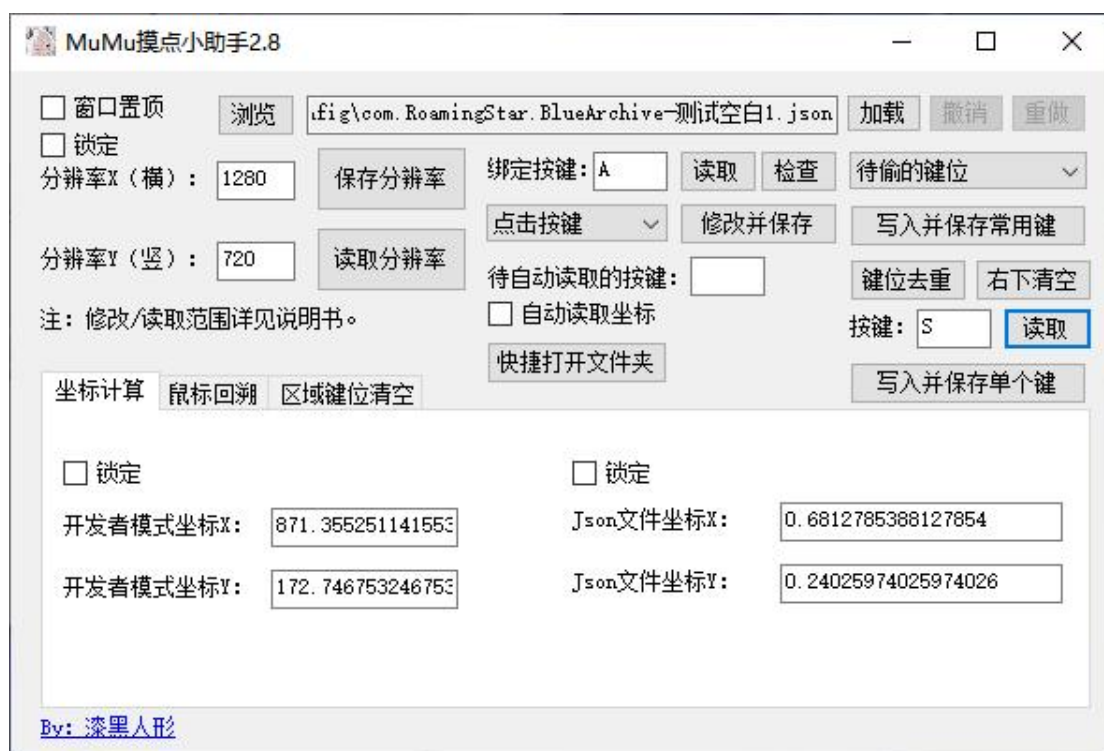 MuMu摸点小助手2.8
窗口置顶
浏览
.fig\com.RoamingStar.BlueArchive-测试空白1.json
加载
撤销
重做
锁定
分辨率X（横）：
1280
保存分辨率
绑定按键：
A
读取
检查
待偷的键位
点击按键
修改并保存
写入并保存常用键
分辨率Y（竖）：
720
读取分辨率
待自动读取的按键：
键位去重
右下清空
注：修改/读取范围详见说明书。
自动读取坐标
按键：
S
读取
快捷打开文件夹
写入并保存单个键
坐标计算
鼠标回溯
区域键位清空
锁定
锁定
开发者模式坐标X：
871.355251141553
Json文件坐标X：
0.6812785388127854
开发者模式坐标Y：
172.746753246753
Json文件坐标Y：
0.24025974025974026
By: 漆黑人形